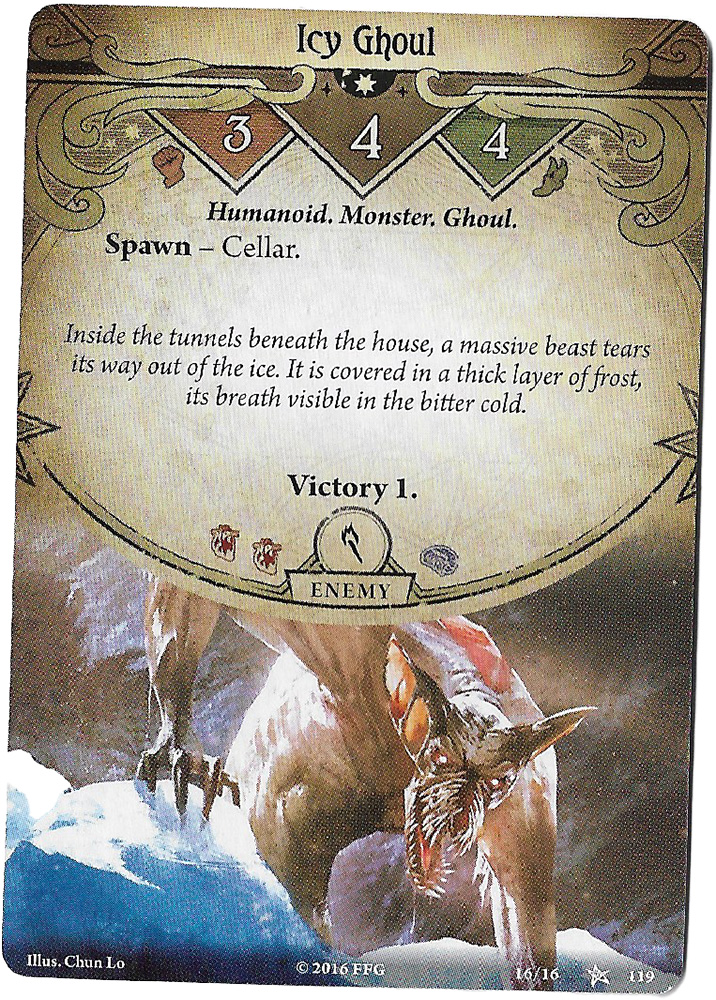 Icy Ghoul
3 4 4
Humanoid. Monster. Ghoul.
Spawn – Cellar.
Inside the tunnels beneath the house, a massive beast tears
its way out of the ice. It is covered in a thick layer of frost,
its breath visible in the bitter cold.
Victory 1.
ENEMY
Illus. Chun Lo © 2016 FFG 16/16 119